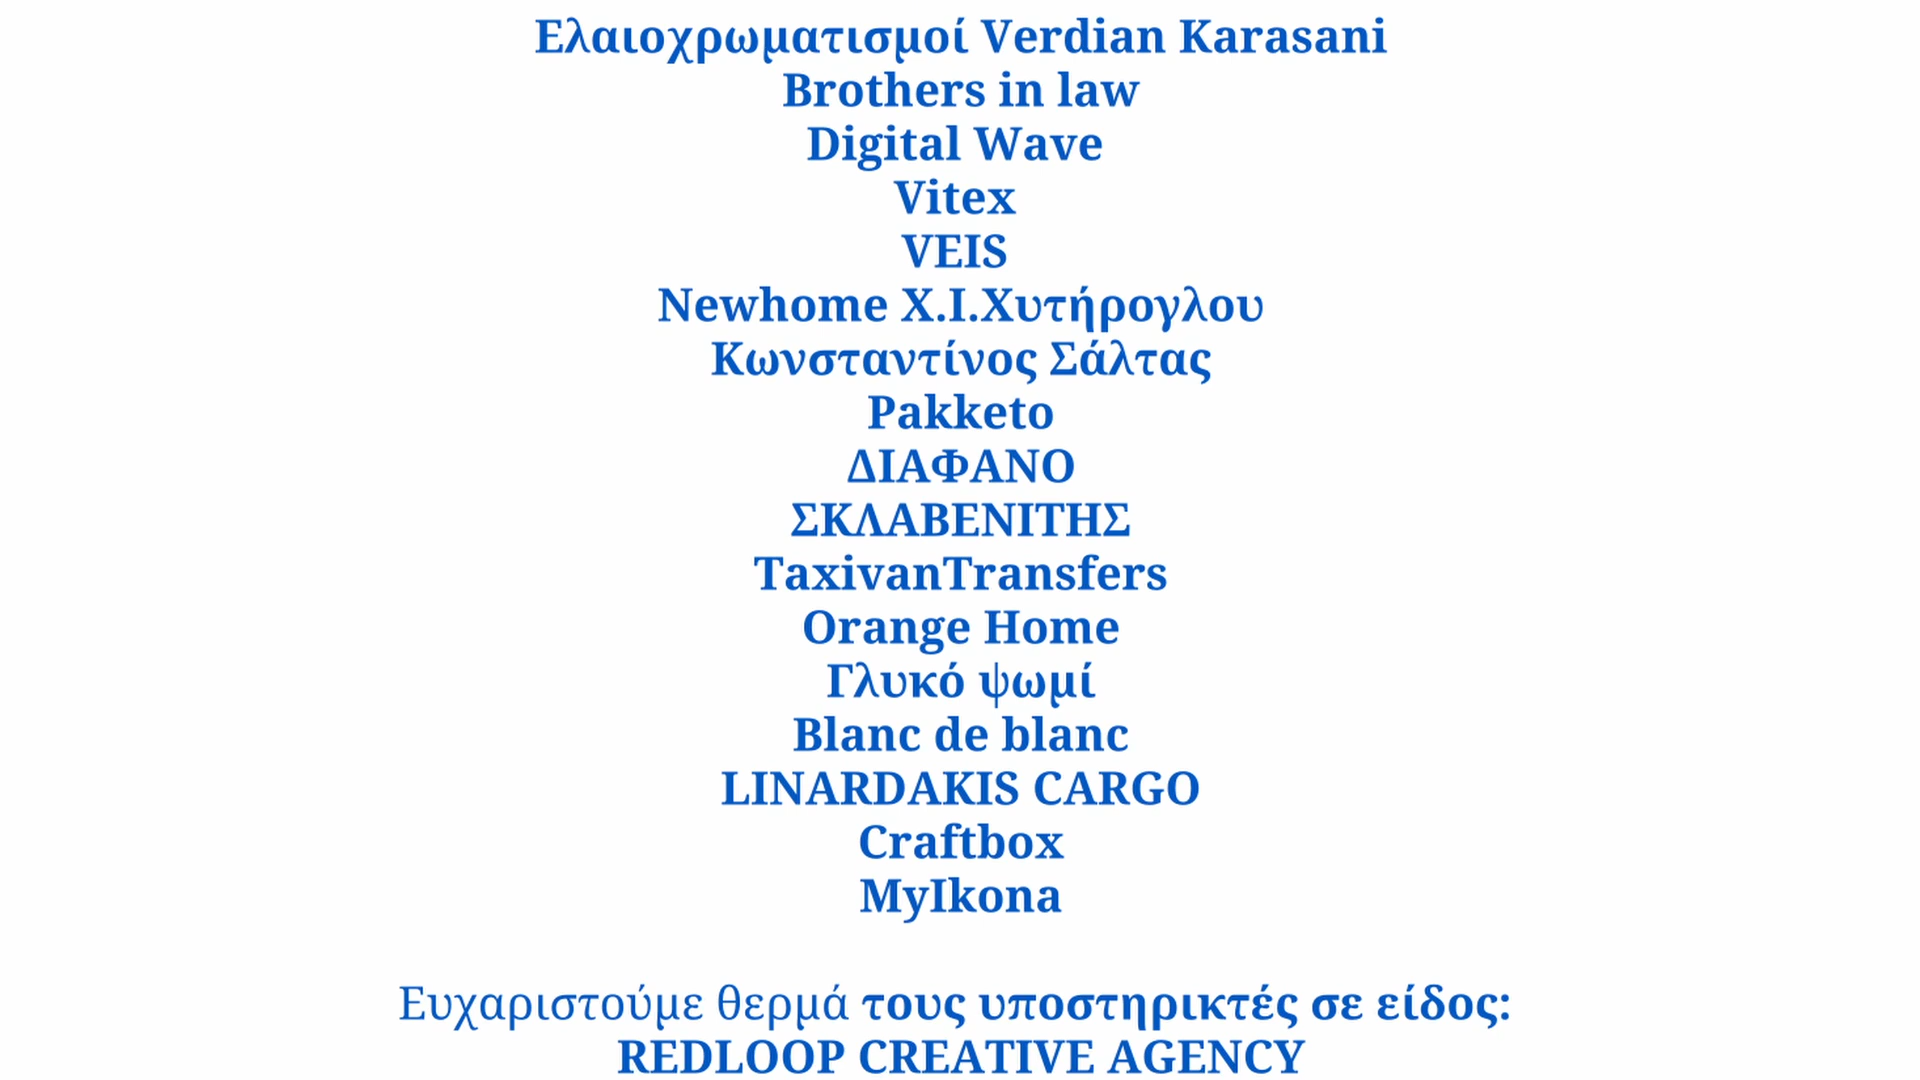 Ελαιοχρωματισμοί Verdian Karasani
Brothers in law
Digital Wave
Vitex
VEIS
Newhome Χ.Ι.Χυτήρογλου
Κωνσταντίνος Σάλτας
Pakketo
ΔΙΑΦΑΝΟ
ΣΚΛΑΒΕΝΙΤΗΣ
TaxivanTransfers
Orange Home
Γλυκό ψωμί
Blanc de blanc
LINARDAKIS CARGO
Craftbox
MyIkona
Ευχαριστούμε θερμά τους υποστηρικτές σε είδος:
REDLOOP CREATIVE AGENCY